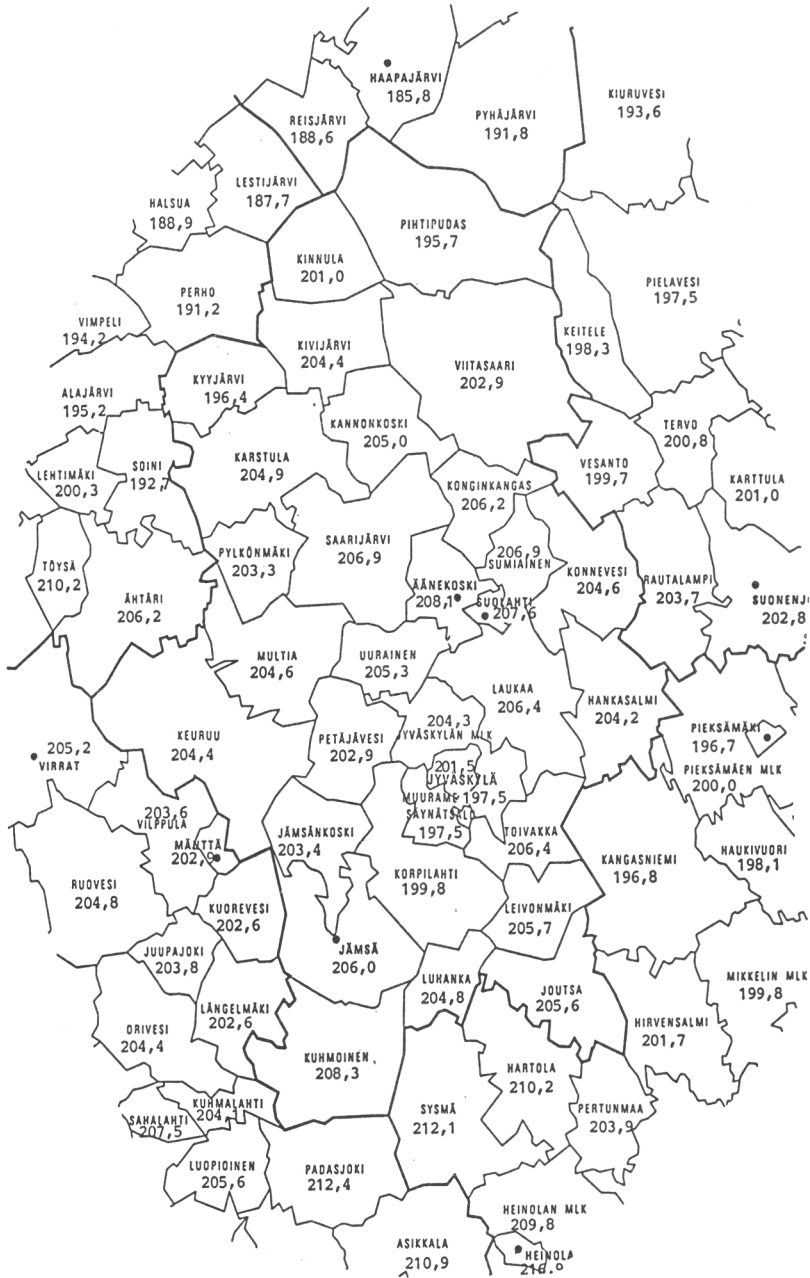 HAAPAJÄRVI
185,8
KIURUVESI
193,6
REISJÄRVI
188,6
PYHÄJÄRVI
191,8
LESTIJÄRVI
187,7
HALSUA
188,9
PIHTIPUDAS
195,7
KINNULA
201,0
PERHO
191,2
PIELAVESI
197,5
VIMPELI
194,2
KEITELE
198,3
KIVIJÄRVI
204,4
VIITASAARI
202,9
KYYJÄRVI
196,4
ALAJÄRVI
195,2
KANNONKOSKI
205,0
TERVO
200,8
SOINI
192,7
LEHTIMÄKI
200,3
KARSTULA
204,9
VESANTO
199,7
KARTTULA
201,0
KONGINKANGAS
206,2
SAARIJÄRVI
206,9
206,9
SUMIAINEN
PYLKÖNMÄKI
203,3
TÖYSÄ
210,2
ÄHTÄRI
206,2
KONNEVESI
204,6
RAUTALAMPI
203,7
ÄÄNEKOSKI
208,1
SUOLAHTI
207,6
SUONENJ
202,8
MULTIA
204,6
UURAINEN
205,3
LAUKAA
206,4
HANKASALMI
204,2
204,3
JYVÄSKYLÄN MLK
PIEKSÄMÄKI
196,7
KEURUU
204,4
PETÄJÄVESI
202,9
205,2
VIRRAT
201,5
JYVÄSKYLÄ
197,5
MUURAME
SÄYNÄTSALO
197,5
PIEKSÄMÄEN MLK
200,0
203,6
VILPPULA
MÄNTTÄ
202,9
JÄMSÄNKOSKI
203,4
TOIVAKKA
206,4
KANGASNIEMI
196,8
HAUKIVUORI
198,1
KORPILAHTI
199,8
RUOVESI
204,8
KUOREVESI
202,6
LEIVONMÄKI
205,7
JÄMSÄ
206,0
JUUPAJOKI
203,8
LUHANKA
204,8
JOUTSA
205,6
MIKKELIN MLK
199,8
LÄNGELMÄKI
202,6
ORIVESI
204,4
HIRVENSALMI
201,7
KUHMOINEN
208,3
HARTOLA
210,2
KUHMALAHTI
204,1
SYSMÄ
212,1
PERTUNMAA
203,9
SAHALAHTI
207,5
LUOPIOINEN
205,6
PADASJOKI
212,4
HEINOLAN MLK
209,8
ASIKKALA
210,9
HEINOLA